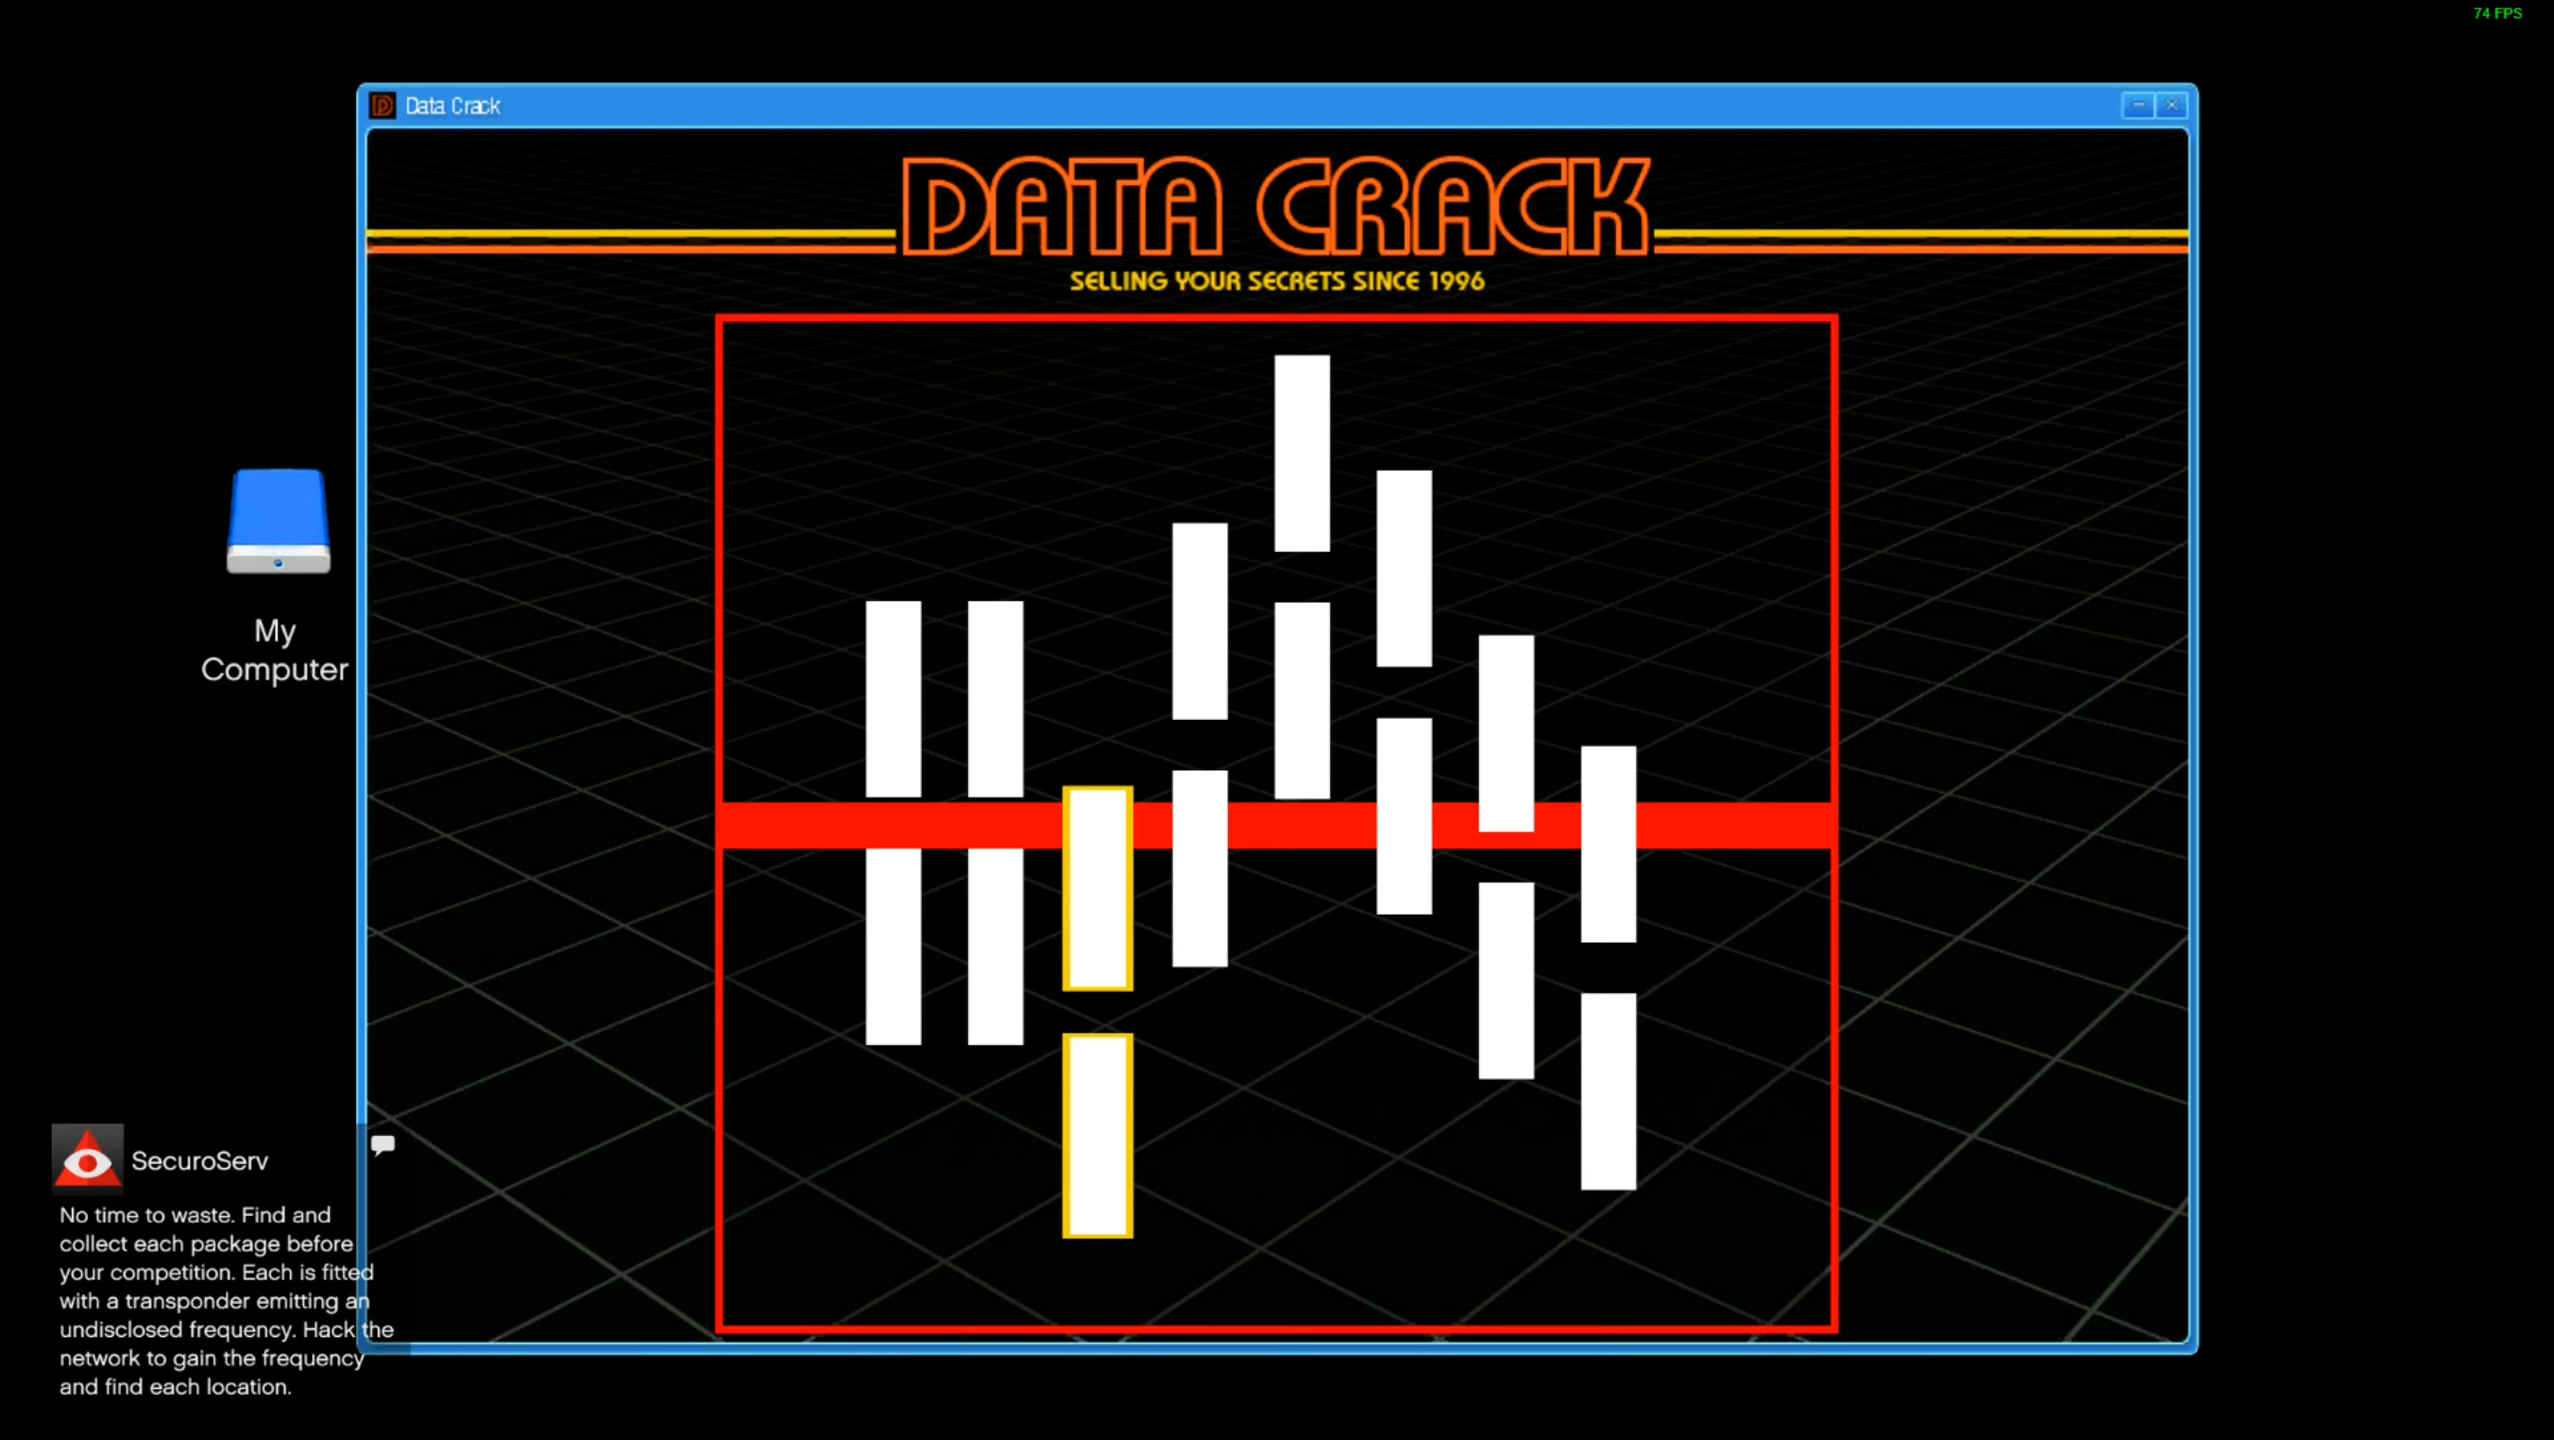 74 FPS
Data Crack
DATA CRACK
SELLING YOUR SECRETS SINCE 1996
My
Computer
SecuroServ
No time to waste. Find and
collect each package before
your competition. Each is fitted
with a transponder emitting an
undisclosed frequency. Hack the
network to gain the frequency
and find each location.